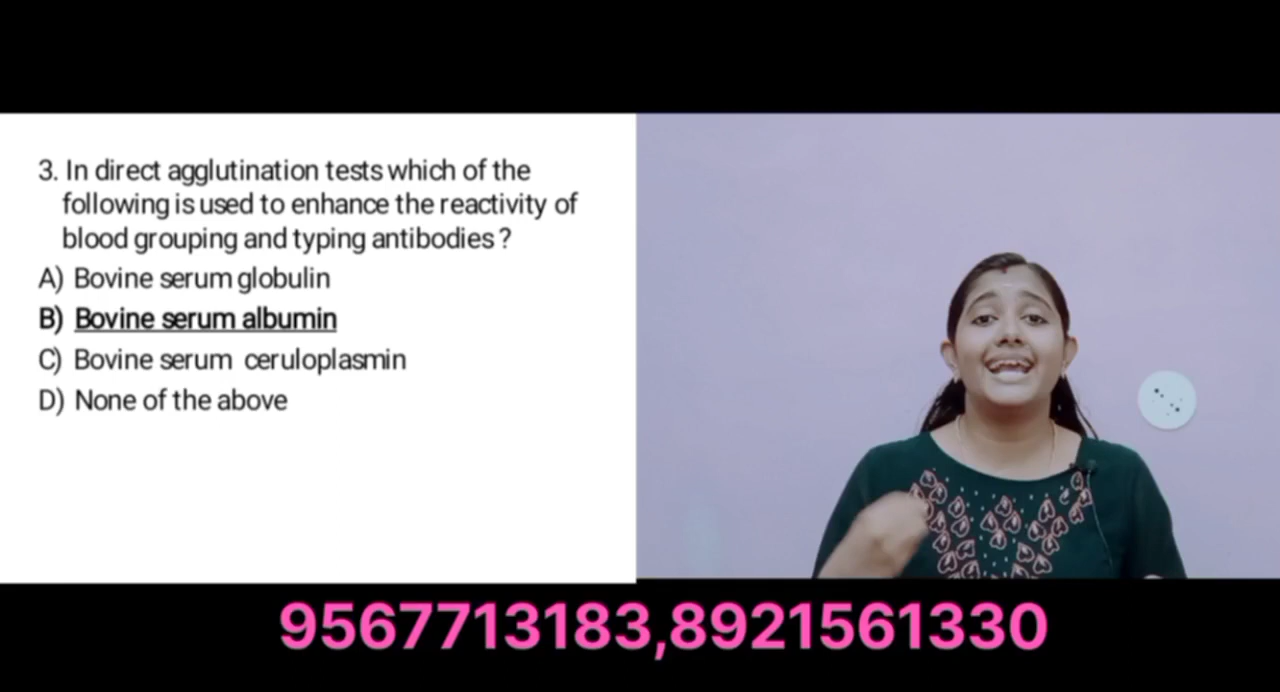 3. In direct agglutination tests which of the
following is used to enhance the reactivity of
blood grouping and typing antibodies ?
A) Bovine serum globulin
B) Bovine serum albumin
C) Bovine serum ceruloplasmin
D) None of the above
9567713183,8921561330